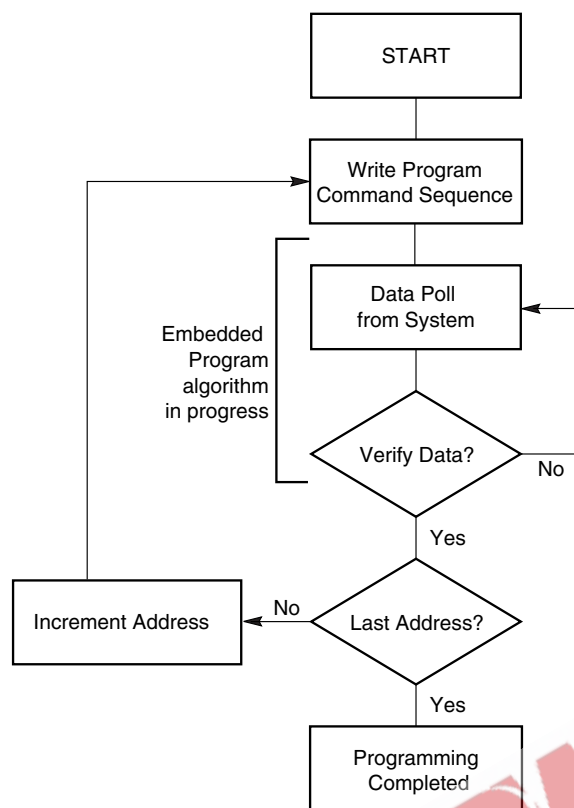 START
Write Program
Command Sequence
Data Poll
from System
Embedded
Program
algorithm
in progress
Verify Data?
No
Yes
Increment Address
No
Last Address?
Yes
Programming
Completed